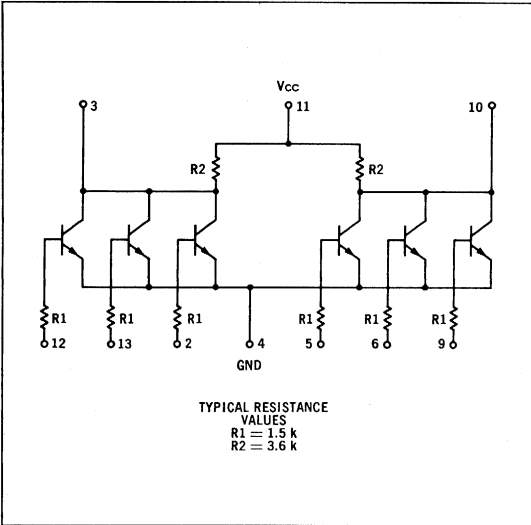 Vcc
3 11 10
R2 R2
R1 R1 R1 R1 R1 R1
12 13 2 4 5 6 9
GND
TYPICAL RESISTANCE
VALUES
R1 = 1.5 k
R2 = 3.6 k